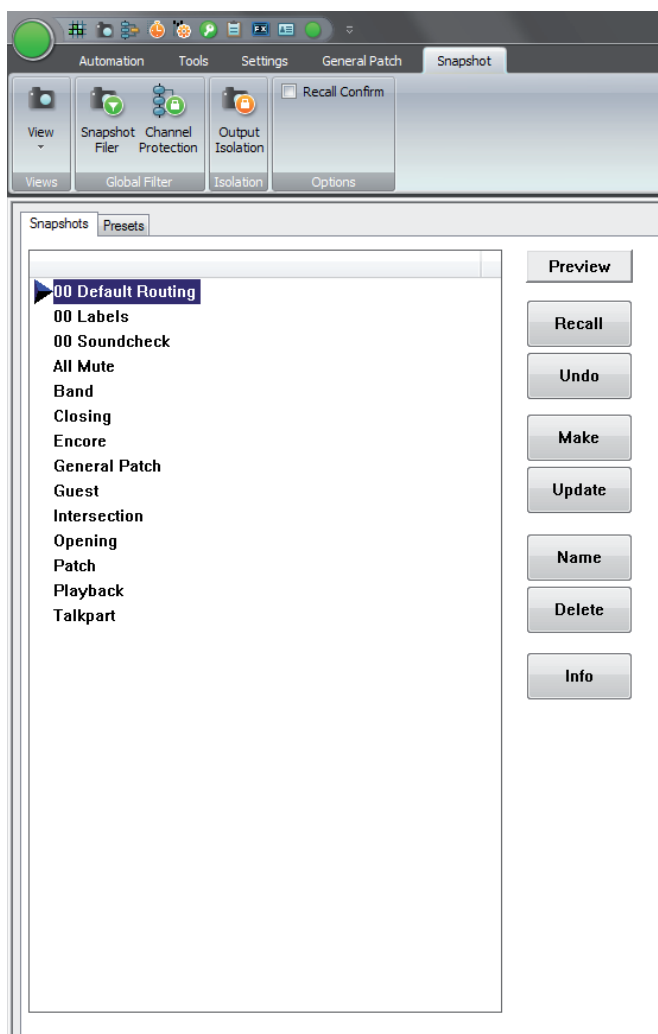 FX
Automation Tools Settings General Patch Snapshot
View
Snapshot Filer
Channel Protection
Output Isolation
Recall Confirm
Views Global Filter Isolation Options
Snapshots Presets
00 Default Routing
00 Labels
00 Soundcheck
All Mute
Band
Closing
Encore
General Patch
Guest
Intersection
Opening
Patch
Playback
Talkpart
Preview
Recall
Undo
Make
Update
Name
Delete
Info